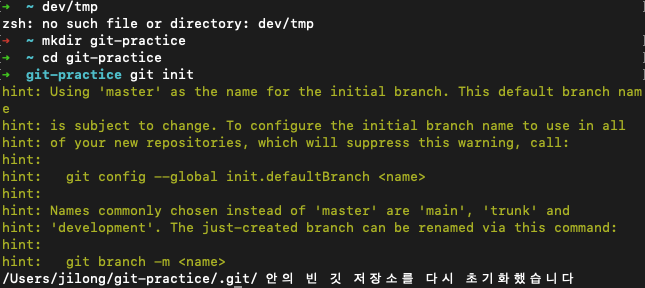 ➜  ~ dev/tmp
zsh: no such file or directory: dev/tmp
➜  ~ mkdir git-practice
➜  ~ cd git-practice
➜  git-practice git init
hint: Using 'master' as the name for the initial branch. This default branch nam
e
hint: is subject to change. To configure the initial branch name to use in all
hint: of your new repositories, which will suppress this warning, call:
hint:
hint:   git config --global init.defaultBranch <name>
hint:
hint: Names commonly chosen instead of 'master' are 'main', 'trunk' and
hint: 'development'. The just-created branch can be renamed via this command:
hint:
hint:   git branch -m <name>
/Users/jilong/git-practice/.git/ 안의 빈 깃 저장소를 다시 초기화했습니다